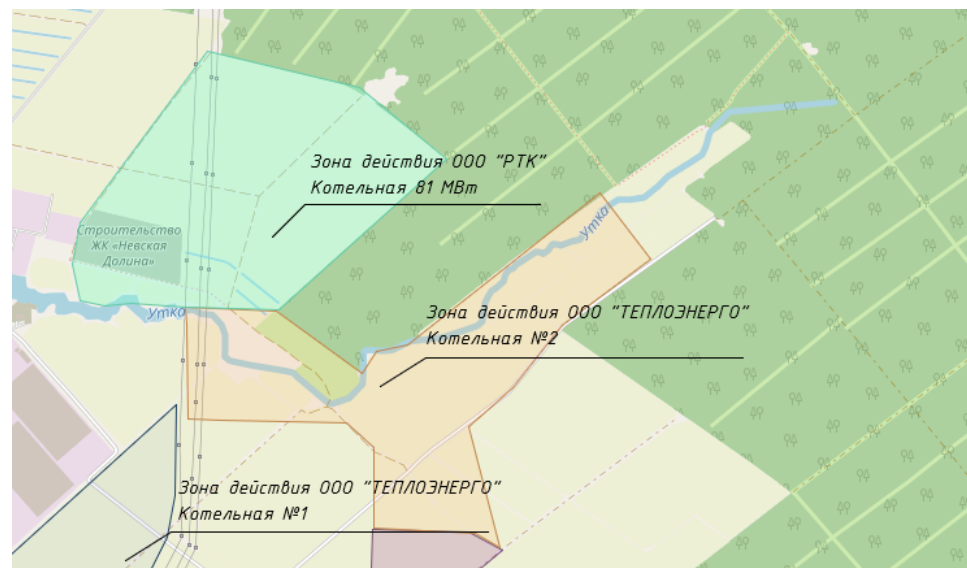 Зона действия ООО "РТК"
Котельная 81 МВт
Строительство
ЖК «Невская
Долина»
Утка
Утка
Зона действия ООО "ТЕПЛОЭНЕРГО"
Котельная №2
Зона действия ООО "ТЕПЛОЭНЕРГО"
Котельная №1